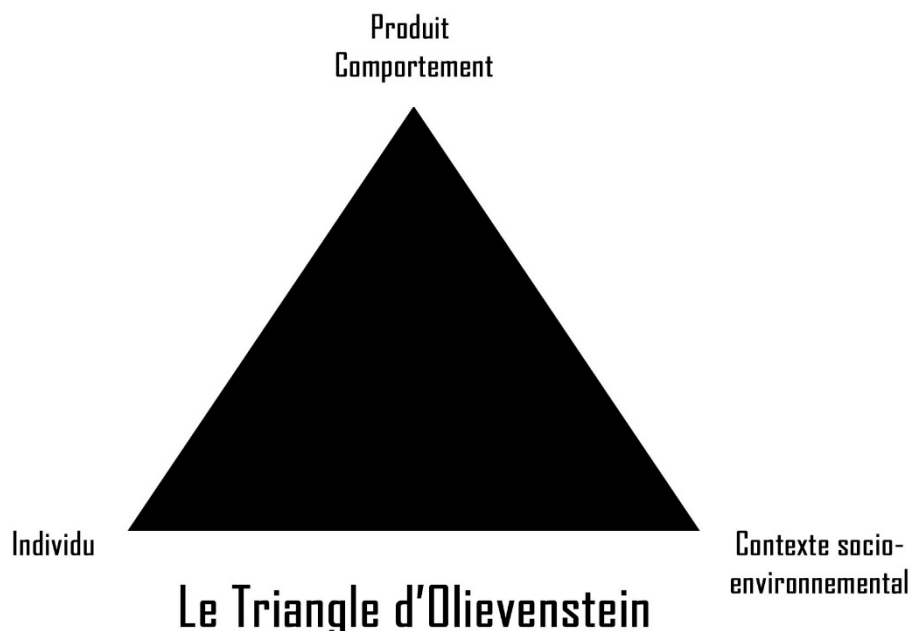 Produit
Comportement
Individu
Contexte socio-
environnemental
Le Triangle d'Olievenstein